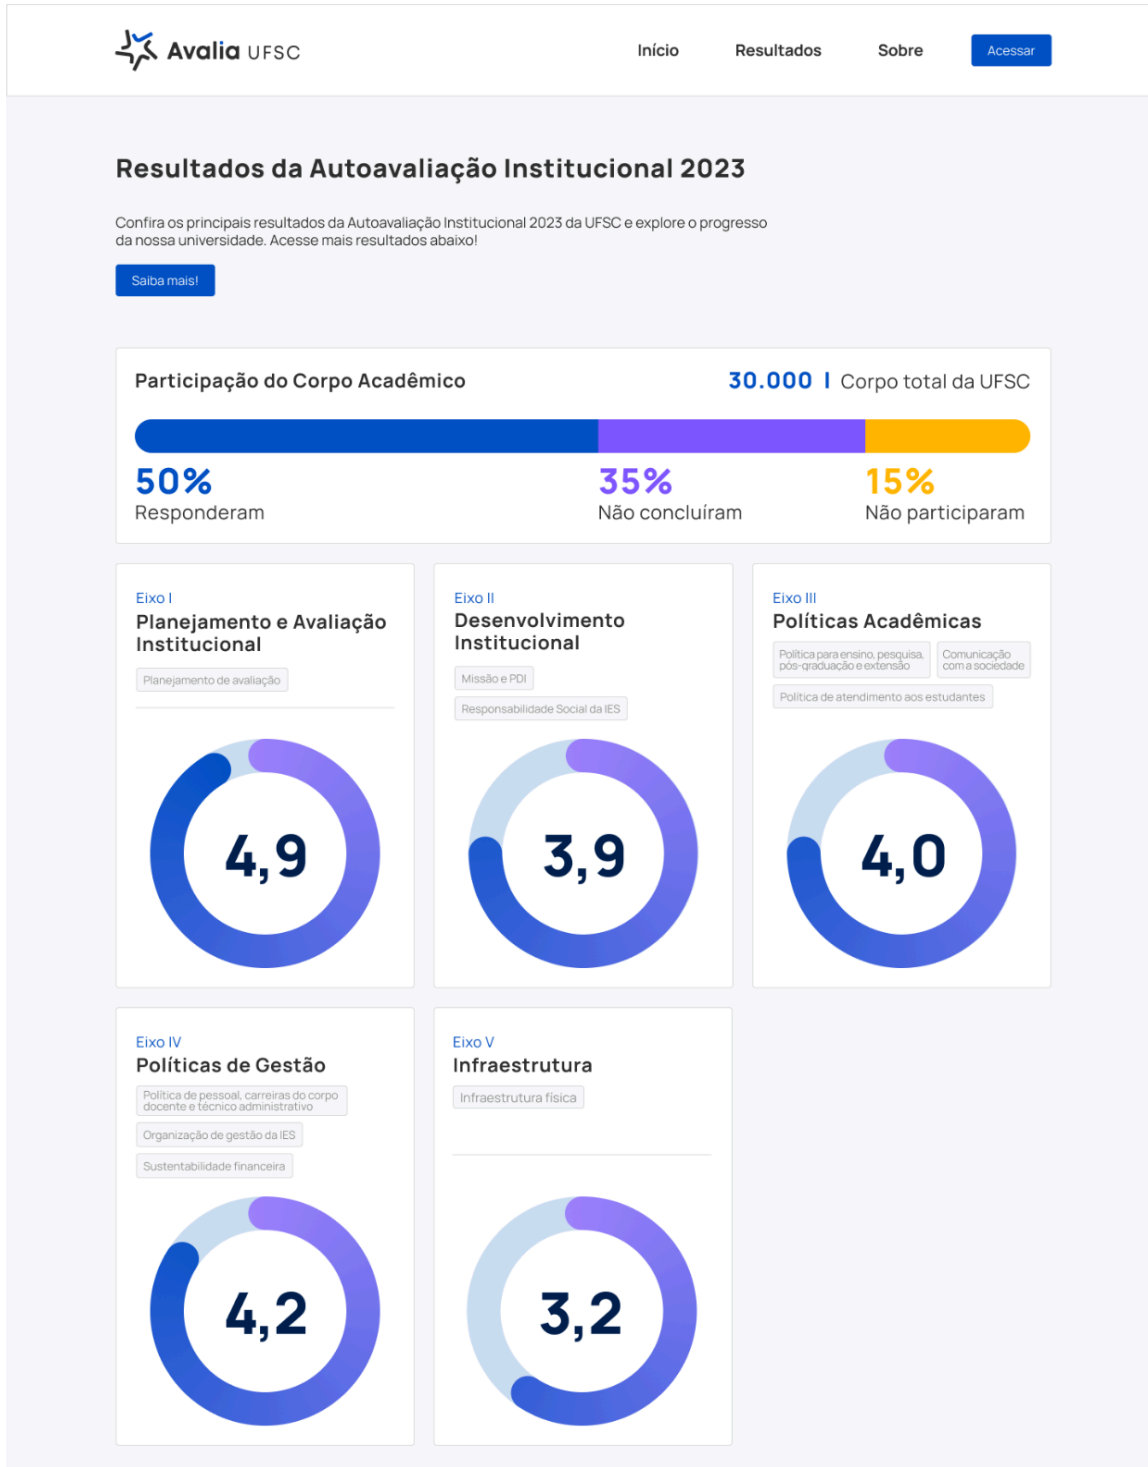 Avalia UFSC
Início
Resultados
Sobre
Acessar
Resultados da Autoavaliação Institucional 2023
Confira os principais resultados da Autoavaliação Institucional 2023 da UFSC e explore o progresso
da nossa universidade. Acesse mais resultados abaixo!
Saiba mais!
Participação do Corpo Acadêmico
30.000 | Corpo total da UFSC
50%
Responderam
35%
Não concluíram
15%
Não participaram
Eixo I
Planejamento e Avaliação
Institucional
Planejamento de avaliação
4,9
Eixo II
Desenvolvimento
Institucional
Missão e PDI
Responsabilidade Social da IES
3,9
Eixo III
Políticas Acadêmicas
Política para ensino, pesquisa,
pós-graduação e extensão
Comunicação
com a sociedade
Política de atendimento aos estudantes
4,0
Eixo IV
Políticas de Gestão
Política de pessoal, carreiras do corpo
docente e técnico administrativo
Organização de gestão da IES
Sustentabilidade financeira
4,2
Eixo V
Infraestrutura
Infraestrutura física
3,2